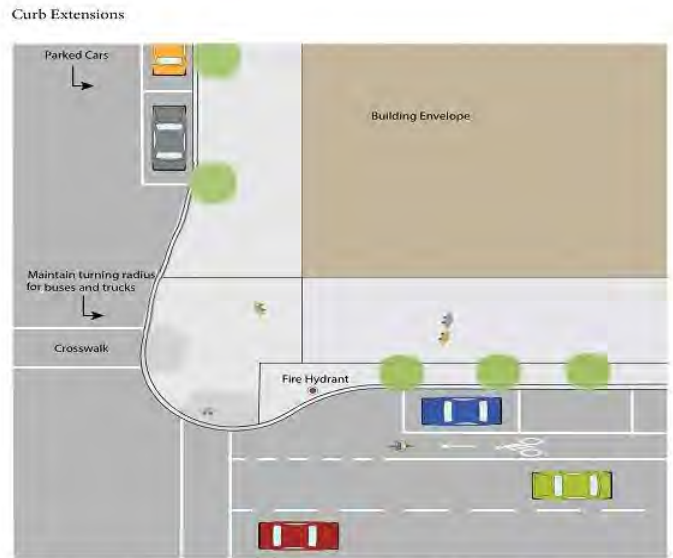 Curb Extensions
Parked Cars
Building Envelope
Maintain turning radius
for buses and trucks
Crosswalk
Fire Hydrant